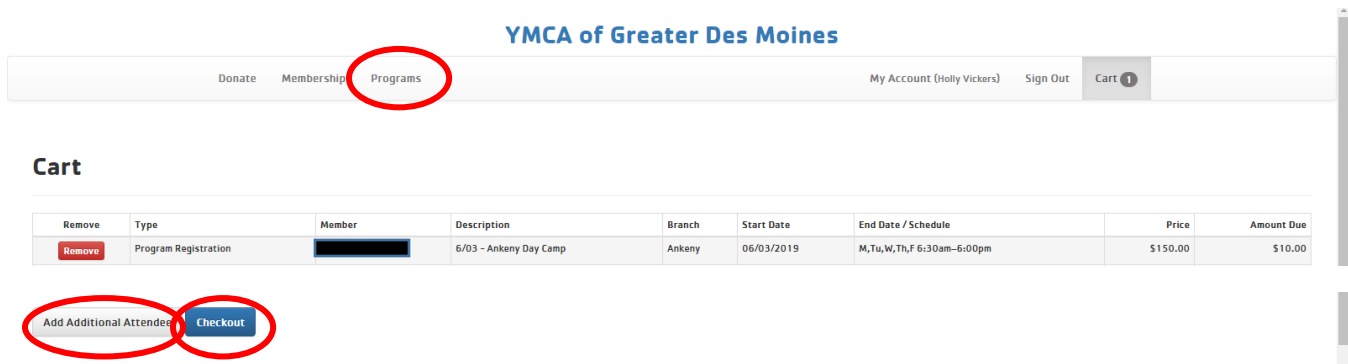 YMCA of Greater Des Moines
Donate Membership Programs My Account (Holly Vickers) Sign Out Cart 1
Cart
Remove Type Member Description Branch Start Date End Date / Schedule Price Amount Due
Remove Program Registration 6/03 - Ankeny Day Camp Ankeny 06/03/2019 M,Tu,W,Th,F 6:30am-6:00pm $150.00 $10.00
Add Additional Attendee Checkout